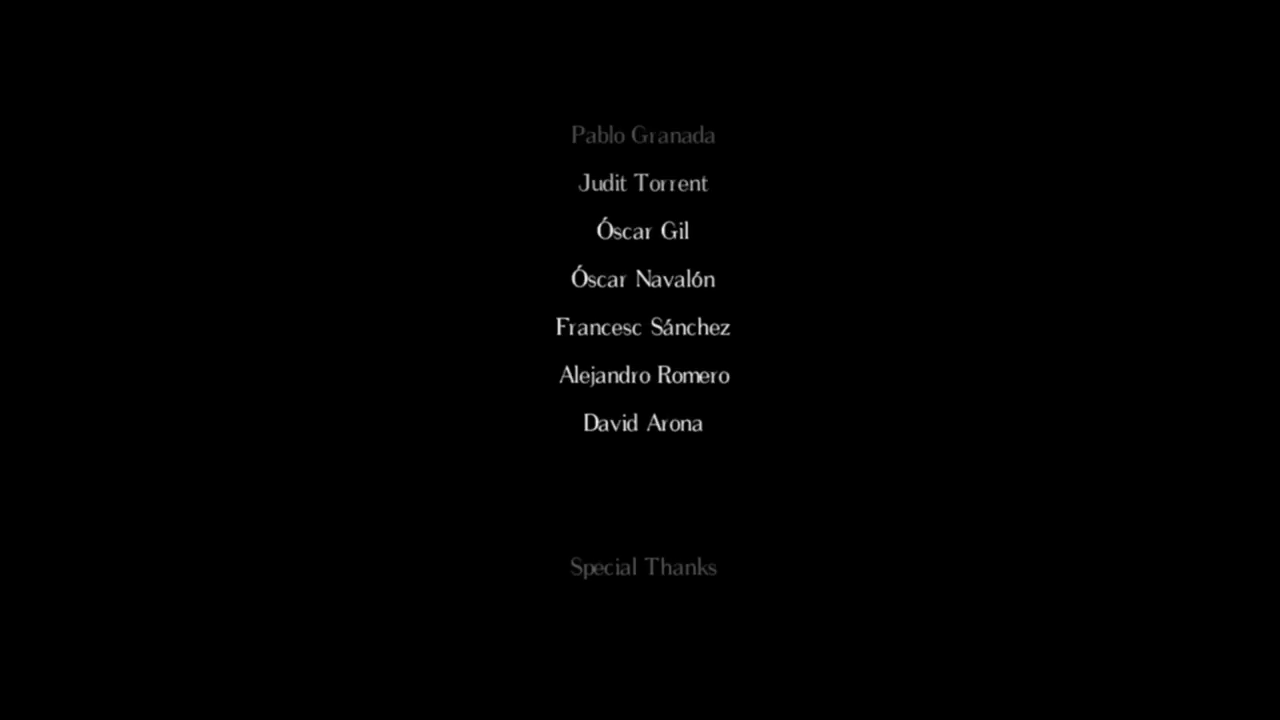 Pablo Granada
Judit Torrent
Óscar Gil
Óscar Navalón
Francesc Sánchez
Alejandro Romero
David Arona
Special Thanks